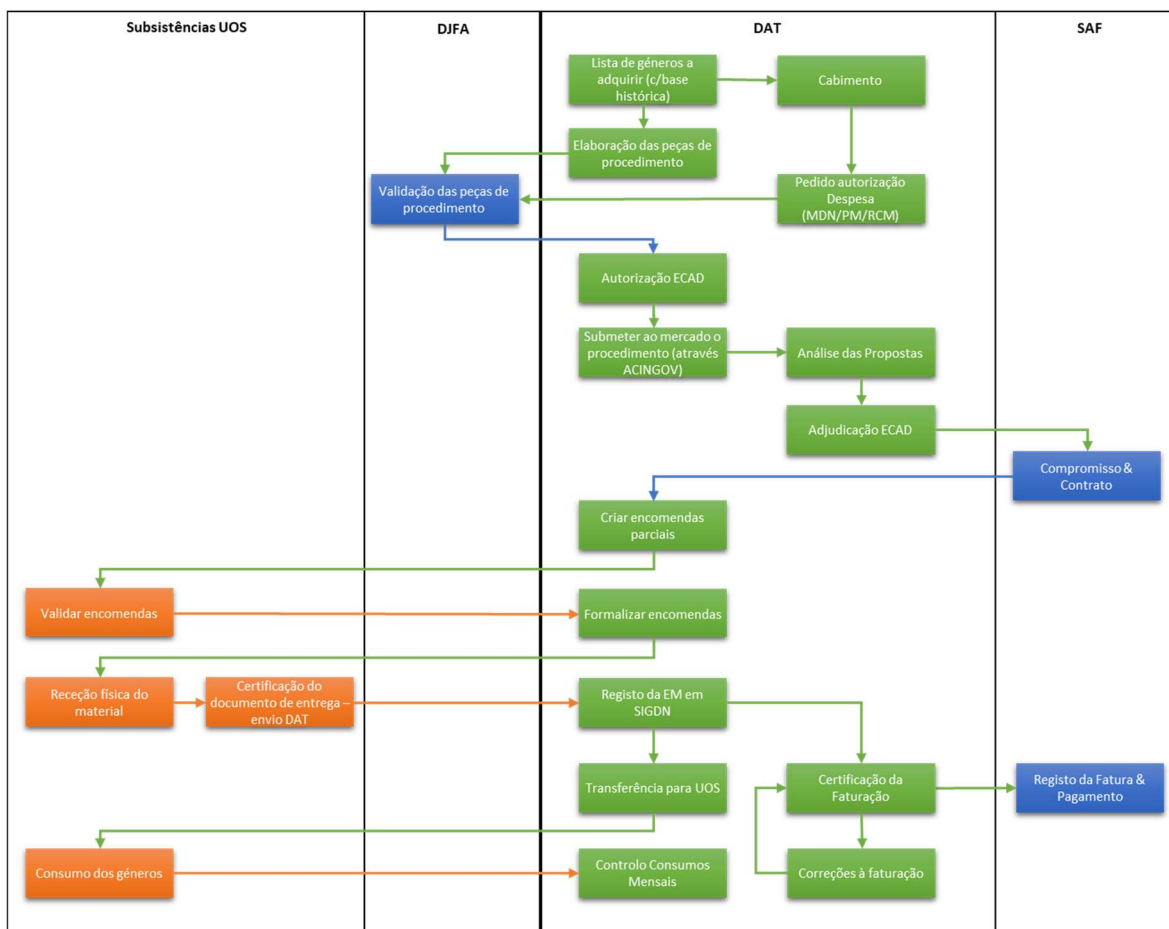 Subsistências UOS
DJFA
DAT
SAF
Lista de géneros a
adquirir (c/base
histórica)
Cabimento
Elaboração das peças de
procedimento
Validação das peças de
procedimento
Pedido autorização
Despesa
(MDN/PM/RCM)
Autorização ECAD
Submeter ao mercado o
procedimento (através
ACINGOV)
Análise das Propostas
Adjudicação ECAD
Compromisso &
Contrato
Criar encomendas
parciais
Validar encomendas
Formalizar encomendas
Receção física do
material
Certificação do
documento de entrega –
envio DAT
Registo da EM em
SIGDN
Transferência para UOS
Certificação da
Faturação
Registo da Fatura &
Pagamento
Consumo dos géneros
Controlo Consumos
Mensais
Correções à faturação